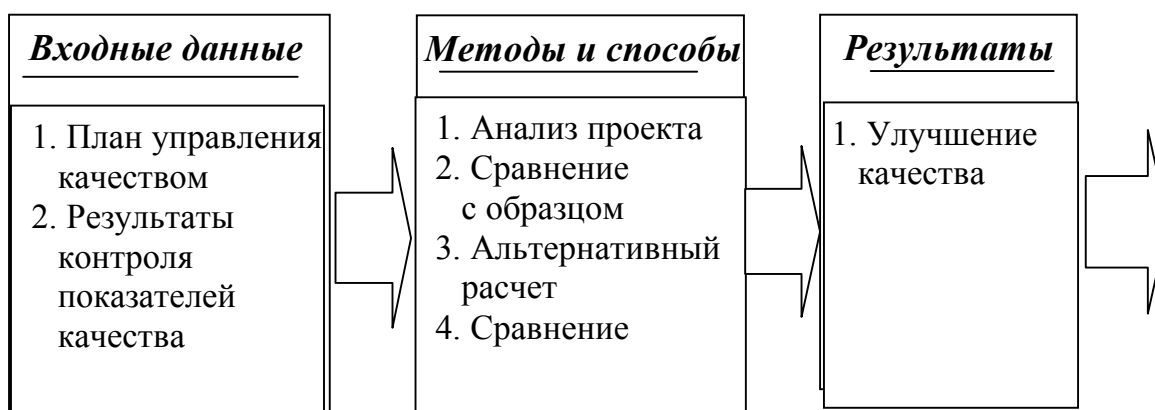 Входные данные
1. План управления
качеством
2. Результаты
контроля
показателей
качества
Методы и способы
1. Анализ проекта
2. Сравнение
с образцом
3. Альтернативный
расчет
4. Сравнение
Результаты
1. Улучшение
качества